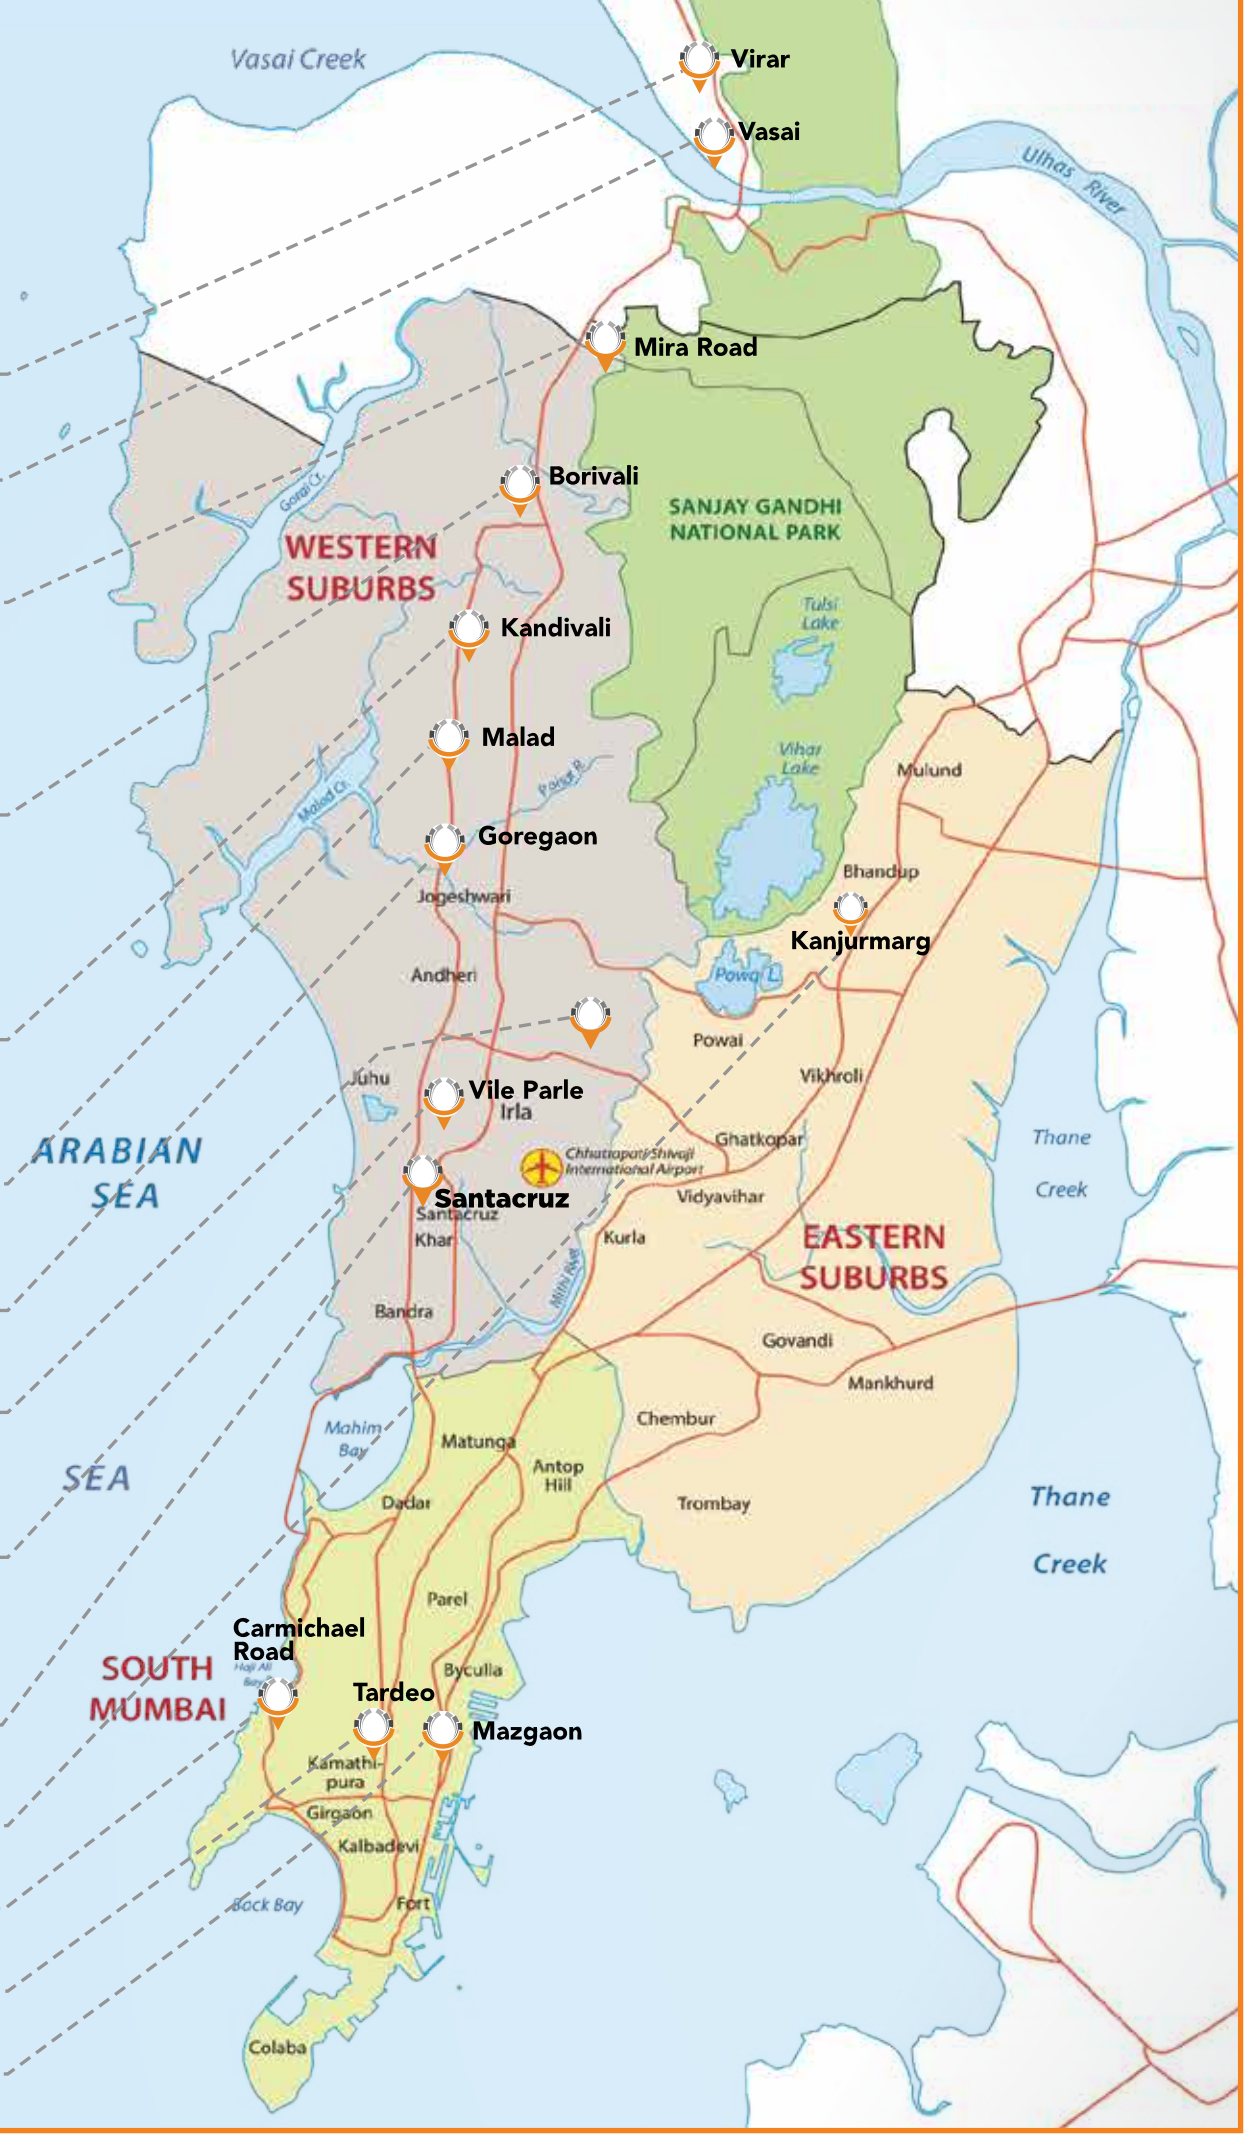 Vasai Creek
Virar
Vasai
Ulhas River
Mira Road
Borivali
Gorai Cr.
SANJAY GANDHI
NATIONAL PARK
WESTERN
SUBURBS
Tulsi
Lake
Kandivali
Malad
Vihar
Lake
Mulund
Malad Cr.
Goregaon
Bhandup
Jogeshwari
Kanjurmarg
Andheri
Powai L.
Powai
Juhu
Vikhroli
Vile Parle
Irla
ARABIAN
SEA
Ghatkopar
Thane
Creek
Chhatrapati Shivaji
International Airport
Santacruz
Santacruz
Vidyavihar
Khar
Kurla
EASTERN
SUBURBS
Mithi River
Bandra
Govandi
Mankhurd
Mahim
Bay
Chembur
Matunga
SEA
Antop
Hill
Dadar
Trombay
Thane
Creek
Parel
Carmichael
Road
Haji Ali
Bay
SOUTH
MUMBAI
Byculla
Tardeo
Mazgaon
Kamathi-
pura
Girgaon
Kalbadevi
Back Bay
Fort
Colaba